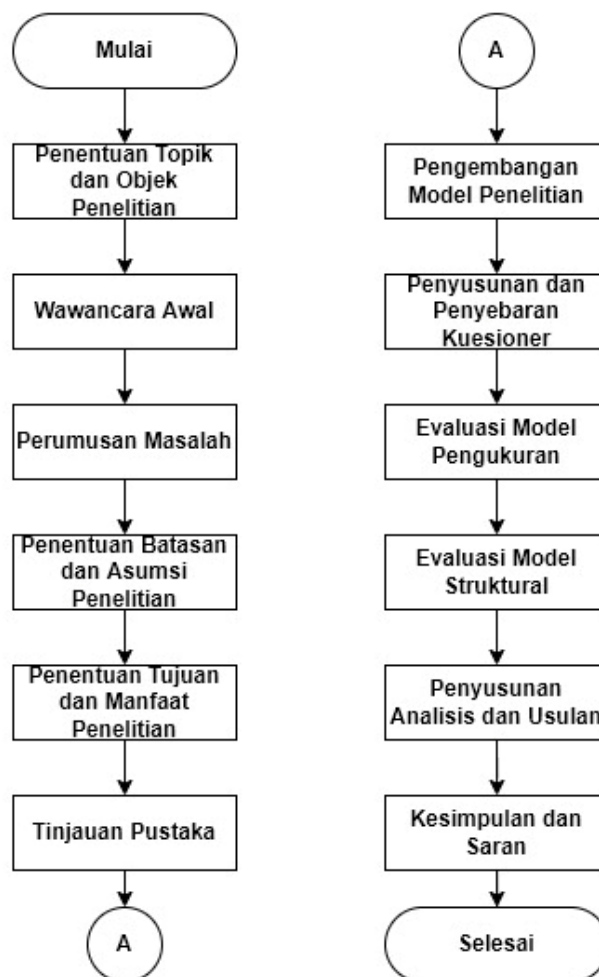 Mulai
Penentuan Topik
dan Objek
Penelitian
Wawancara Awal
Perumusan Masalah
Penentuan Batasan
dan Asumsi
Penelitian
Penentuan Tujuan
dan Manfaat
Penelitian
Tinjauan Pustaka
A
A
Pengembangan
Model Penelitian
Penyusunan dan
Penyebaran
Kuesioner
Evaluasi Model
Pengukuran
Evaluasi Model
Struktural
Penyusunan
Analisis dan Usulan
Kesimpulan dan
Saran
Selesai